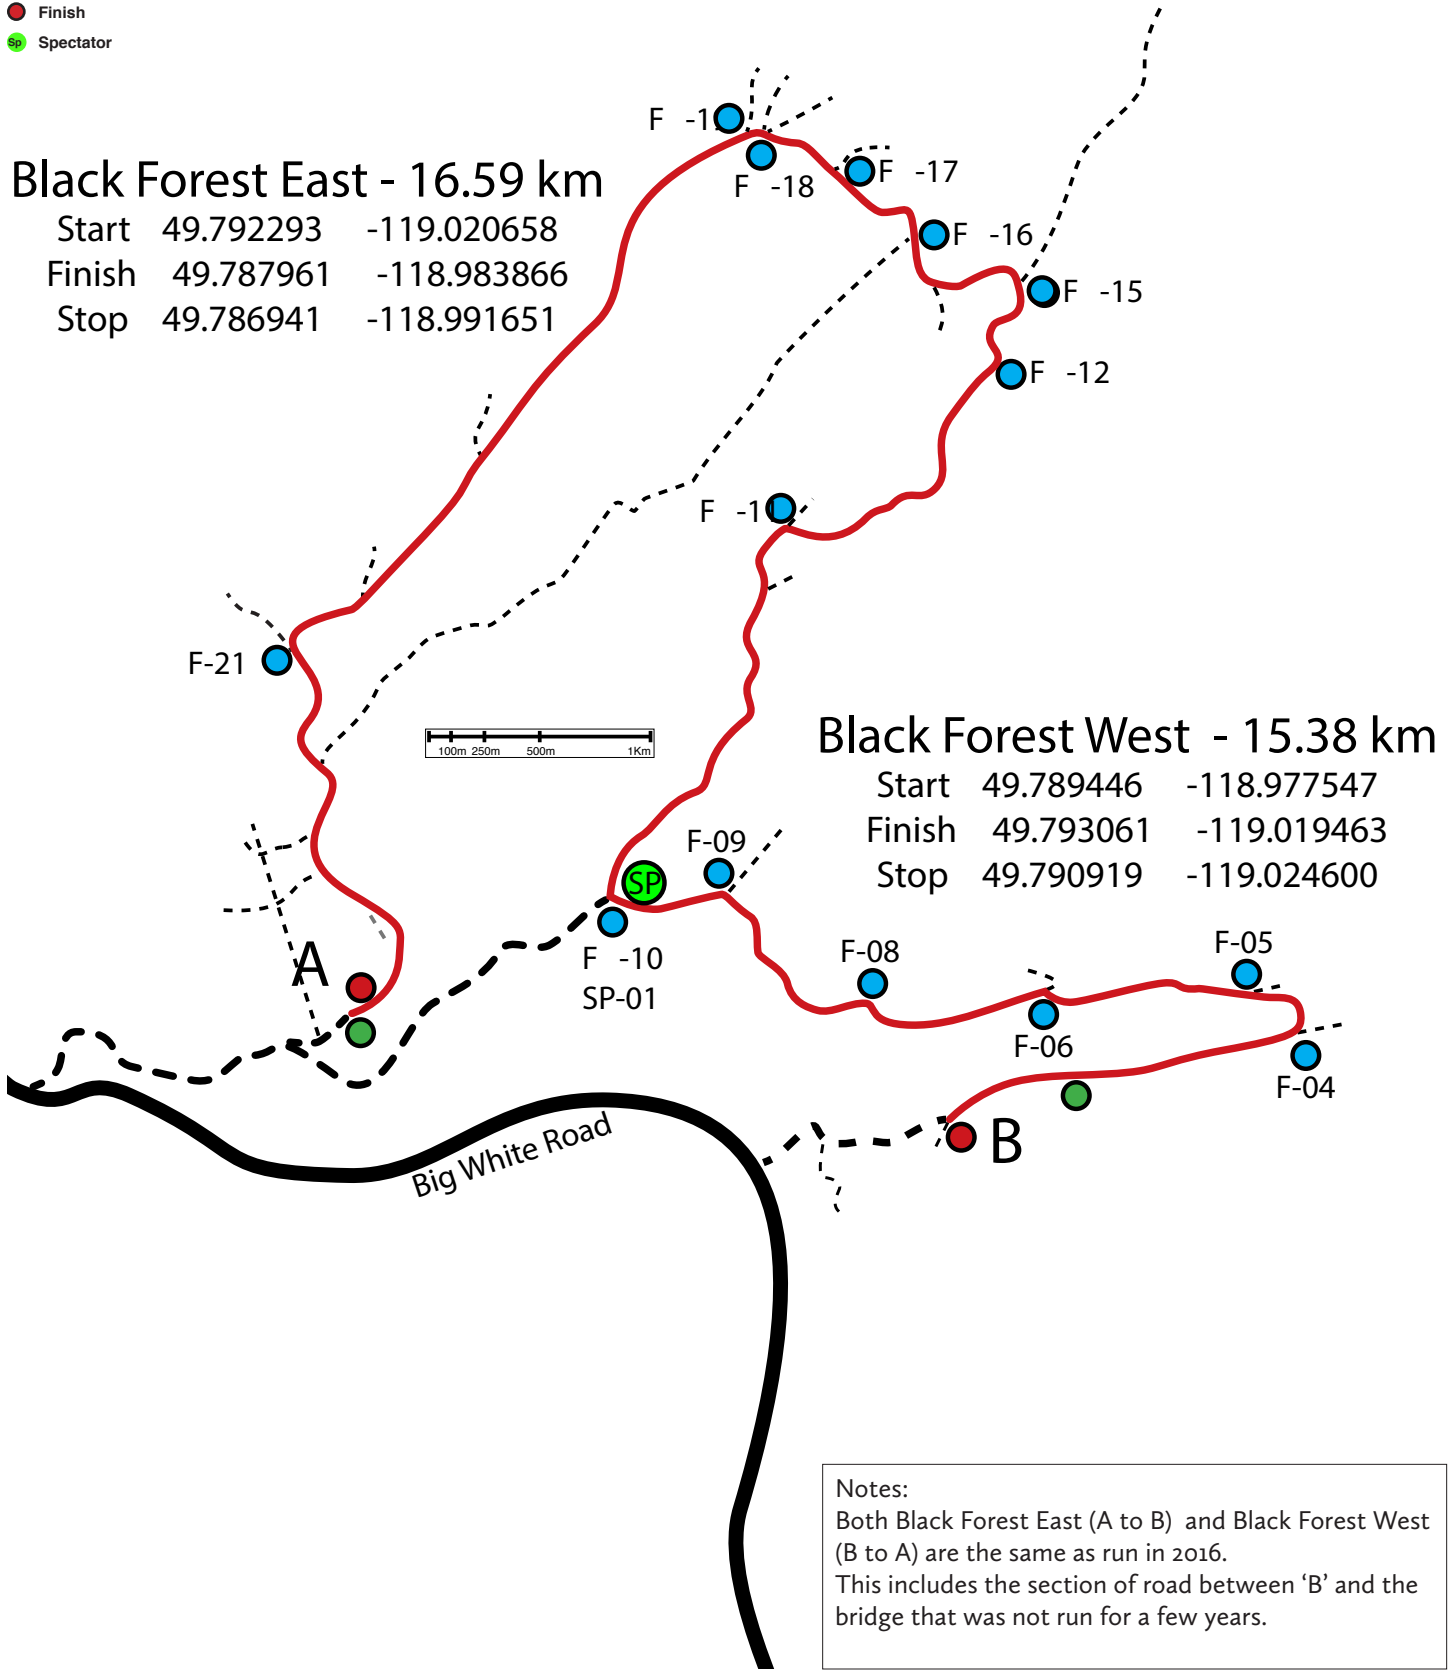 Finish
Sp Spectator
F -1
F -18
F -17
Black Forest East - 16.59 km
Start 49.792293 -119.020658
Finish 49.787961 -118.983866
Stop 49.786941 -118.991651
F -16
F -15
F -12
F -1
F-21
100m 250m 500m 1Km
Black Forest West - 15.38 km
Start 49.789446 -118.977547
Finish 49.793061 -119.019463
Stop 49.790919 -119.024600
F-09
SP
F -10
SP-01
F-08
F-05
A
F-06
F-04
B
Big White Road
Notes:
Both Black Forest East (A to B) and Black Forest West
(B to A) are the same as run in 2016.
This includes the section of road between ‘B’ and the
bridge that was not run for a few years.